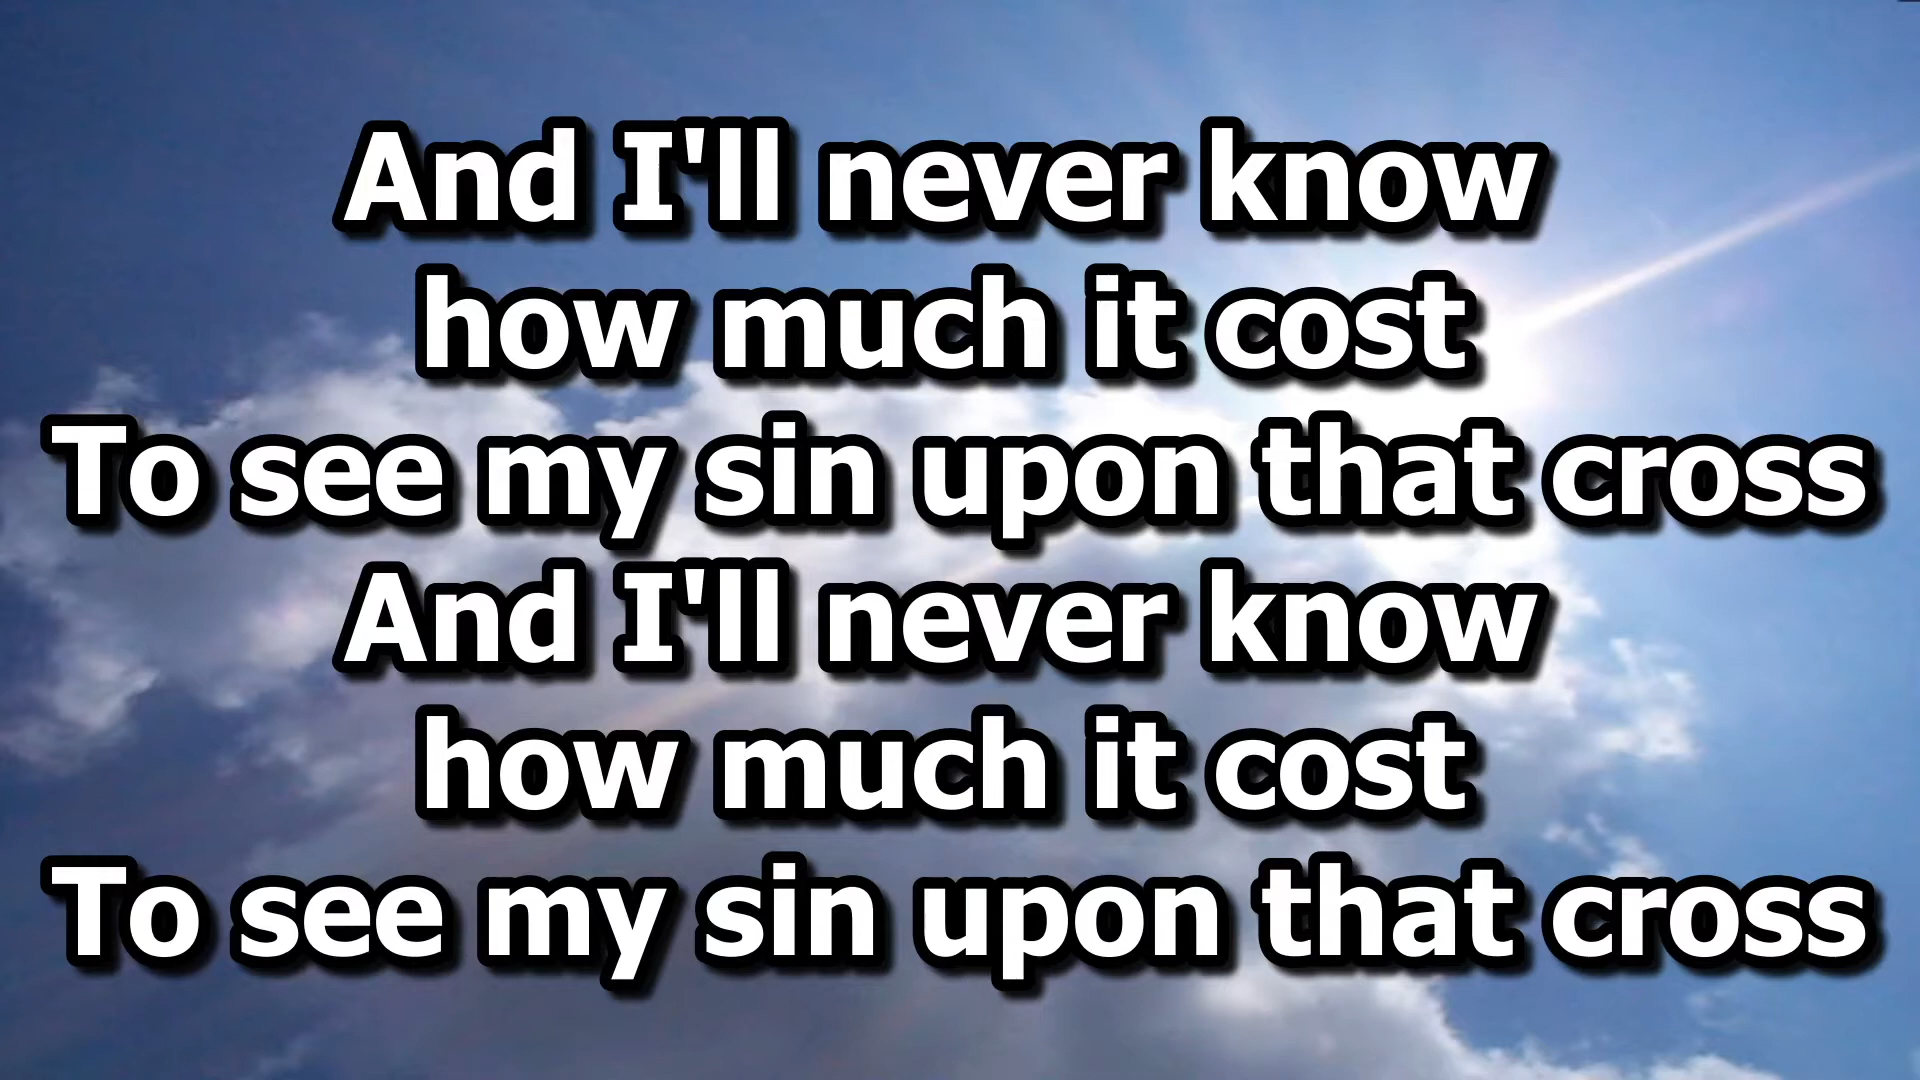 And I'll never know
how much it cost
To see my sin upon that cross
And I'll never know
how much it cost
To see my sin upon that cross